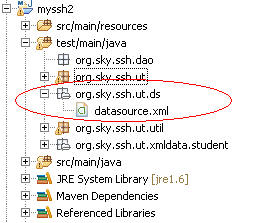 myssh2
src/main/resources
test/main/java
org.sky.ssh.dao
org.sky.ssh.ut
org.sky.ssh.ut.ds
datasource.xml
org.sky.ssh.ut.util
org.sky.ssh.ut.xmldata.student
src/main/java
JRE System Library [jre1.6]
Maven Dependencies
Referenced Libraries